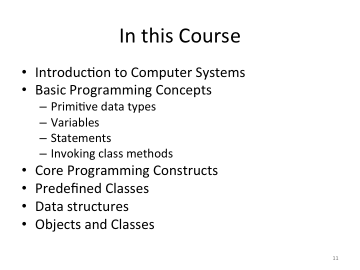 In this Course
• Introduction to Computer Systems
• Basic Programming Concepts
– Primitive data types
– Variables
– Statements
– Invoking class methods
• Core Programming Constructs
• Predefined Classes
• Data structures
• Objects and Classes
11